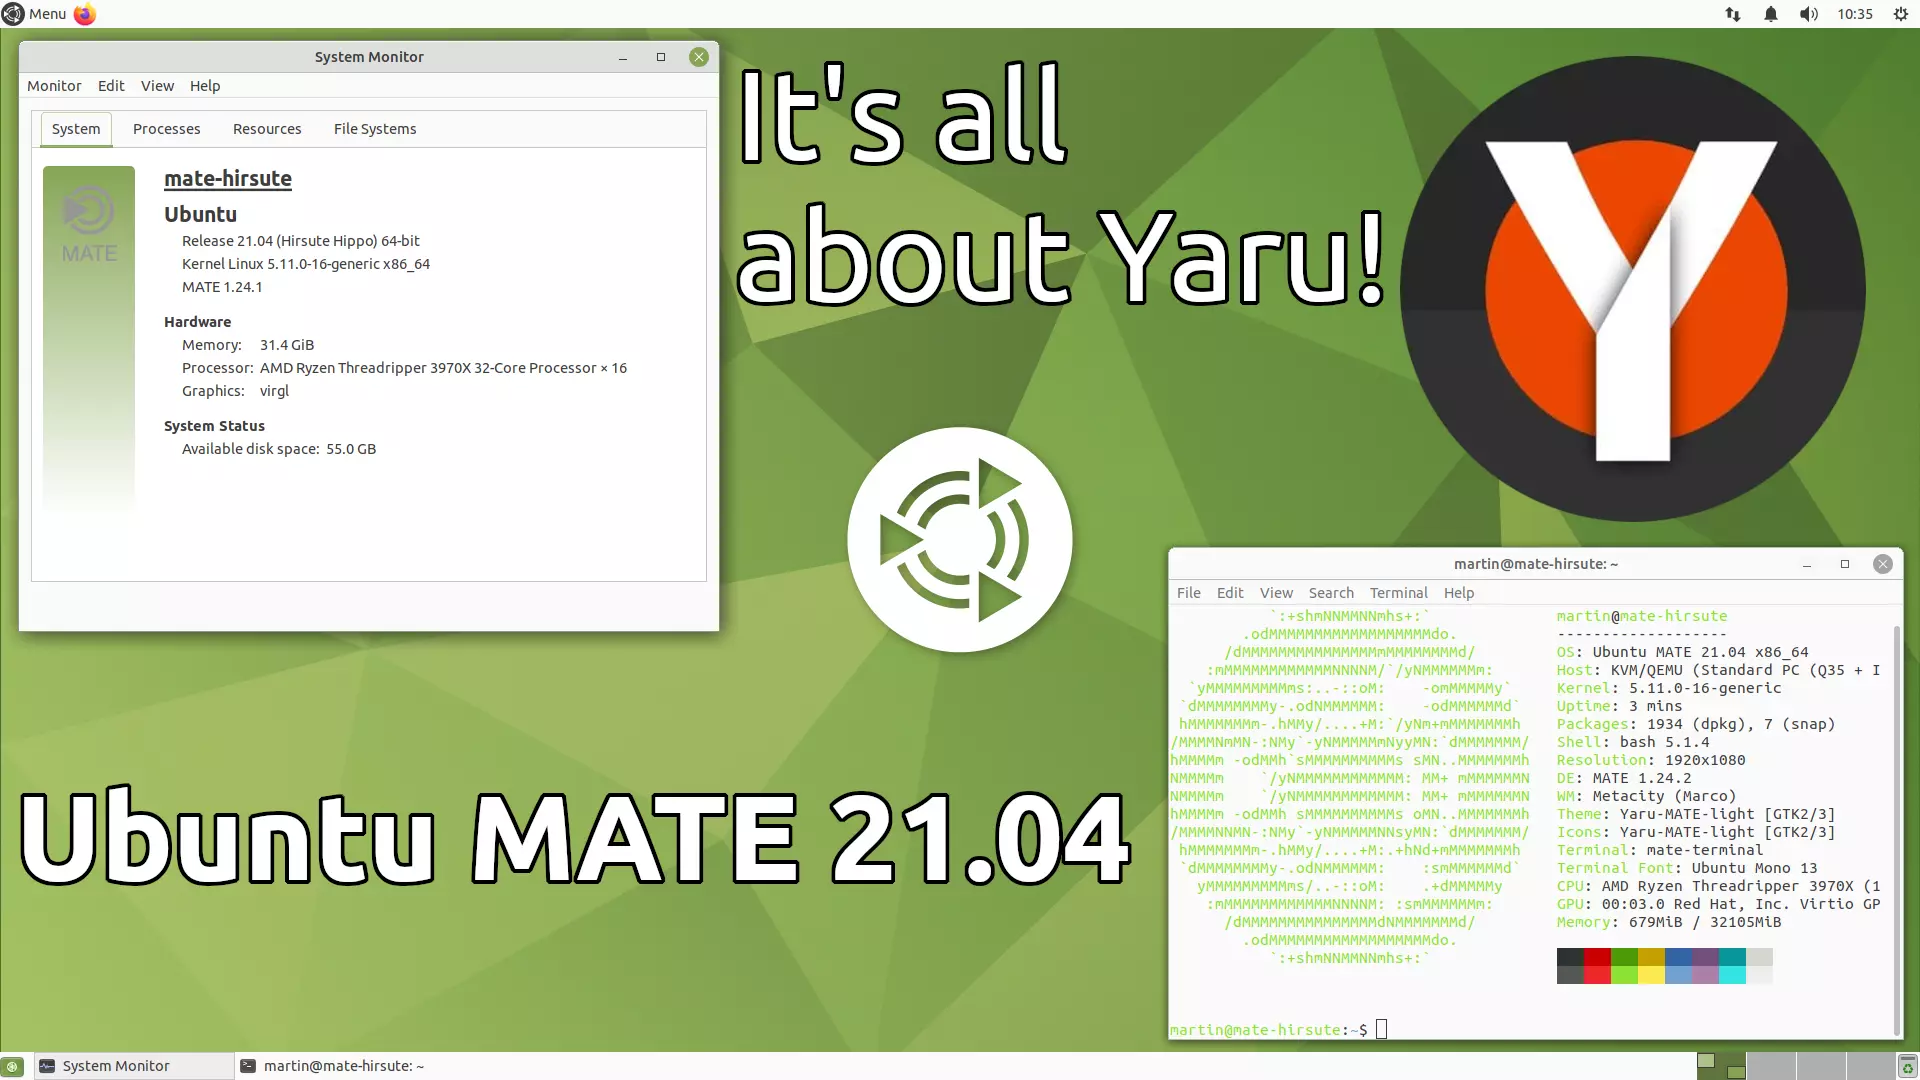 Menu
10:35
System Monitor
Monitor Edit View Help
System Processes Resources File Systems
MATE
mate-hirsute
Ubuntu
Release 21.04 (Hirsute Hippo) 64-bit
Kernel Linux 5.11.0-16-generic x86_64
MATE 1.24.1
Hardware
Memory: 31.4 GiB
Processor: AMD Ryzen Threadripper 3970X 32-Core Processor × 16
Graphics: virgl
System Status
Available disk space: 55.0 GB
It's all
about Yaru!
Y
Ubuntu MATE 21.04
martin@mate-hirsute: ~
File Edit View Search Terminal Help
martin@mate-hirsute
-------------------
OS: Ubuntu MATE 21.04 x86_64
Host: KVM/QEMU (Standard PC (Q35 + I
Kernel: 5.11.0-16-generic
Uptime: 3 mins
Packages: 1934 (dpkg), 7 (snap)
Shell: bash 5.1.4
Resolution: 1920x1080
DE: MATE 1.24.2
WM: Metacity (Marco)
Theme: Yaru-MATE-light [GTK2/3]
Icons: Yaru-MATE-light [GTK2/3]
Terminal: mate-terminal
Terminal Font: Ubuntu Mono 13
CPU: AMD Ryzen Threadripper 3970X (1
GPU: 00:03.0 Red Hat, Inc. Virtio GP
Memory: 679MiB / 32105MiB
martin@mate-hirsute:~$
System Monitor
martin@mate-hirsute: ~